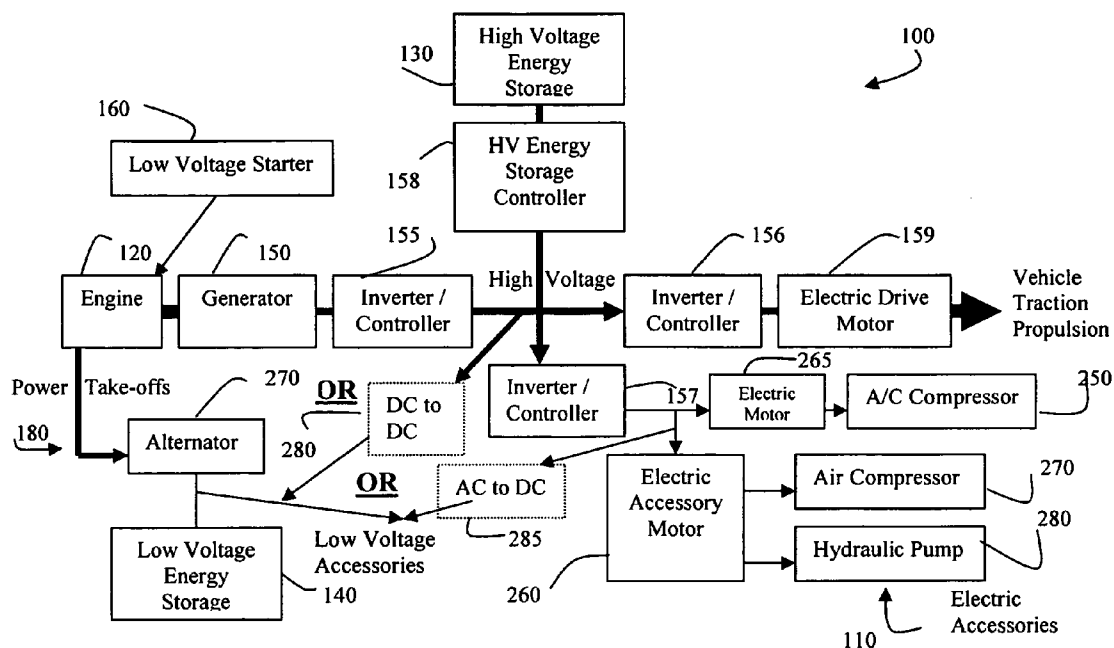 High Voltage
Energy
Storage
130
100
160
Low Voltage Starter
HV Energy
Storage
Controller
158
120
150
155
156
159
Engine
Generator
Inverter /
Controller
High Voltage
Inverter /
Controller
Electric Drive
Motor
Vehicle
Traction
Propulsion
Power Take-offs
270
180
Alternator
OR
280
DC to
DC
Inverter /
Controller
157
265
Electric
Motor
A/C Compressor
250
OR
AC to DC
285
Low Voltage
Accessories
Low Voltage
Energy
Storage
140
Electric
Accessory
Motor
260
Air Compressor
270
Hydraulic Pump
280
110
Electric
Accessories